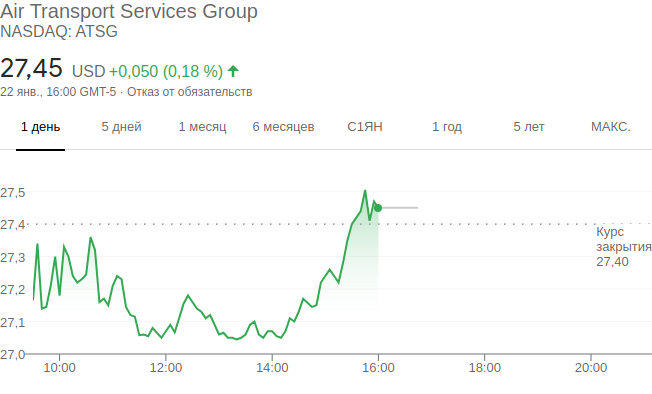 Air Transport Services Group
NASDAQ: ATSG
27,45 USD +0,050 (0,18 %)
22 янв., 16:00 GMT-5 · Отказ от обязательств
1 день 5 дней 1 месяц 6 месяцев С1ЯН 1 год 5 лет МАКС.
27,5
27,4
Курс
закрытия
27,40
27,3
27,2
27,1
27,0
10:00 12:00 14:00 16:00 18:00 20:00